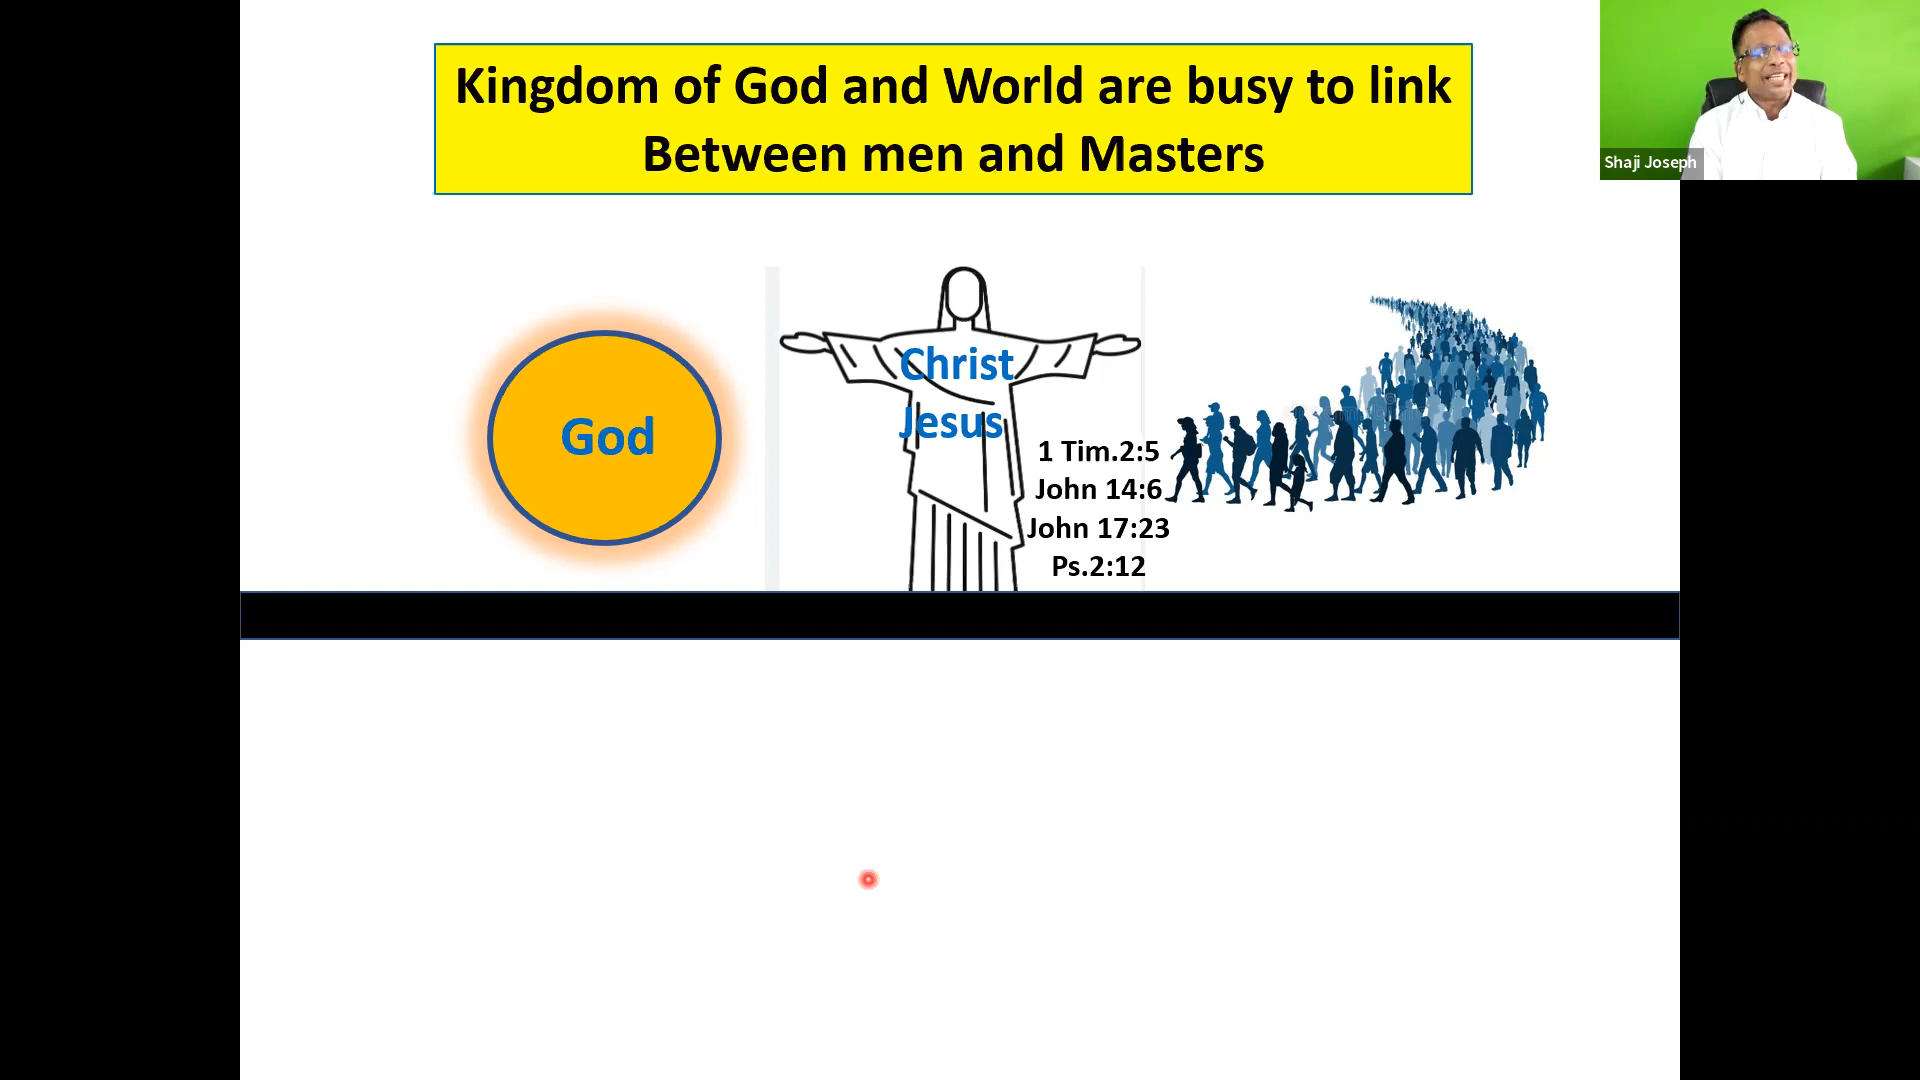 Kingdom of God and World are busy to link
Between men and Masters
Shaji Joseph
God
Christ
Jesus
1 Tim.2:5
John 14:6
John 17:23
Ps.2:12